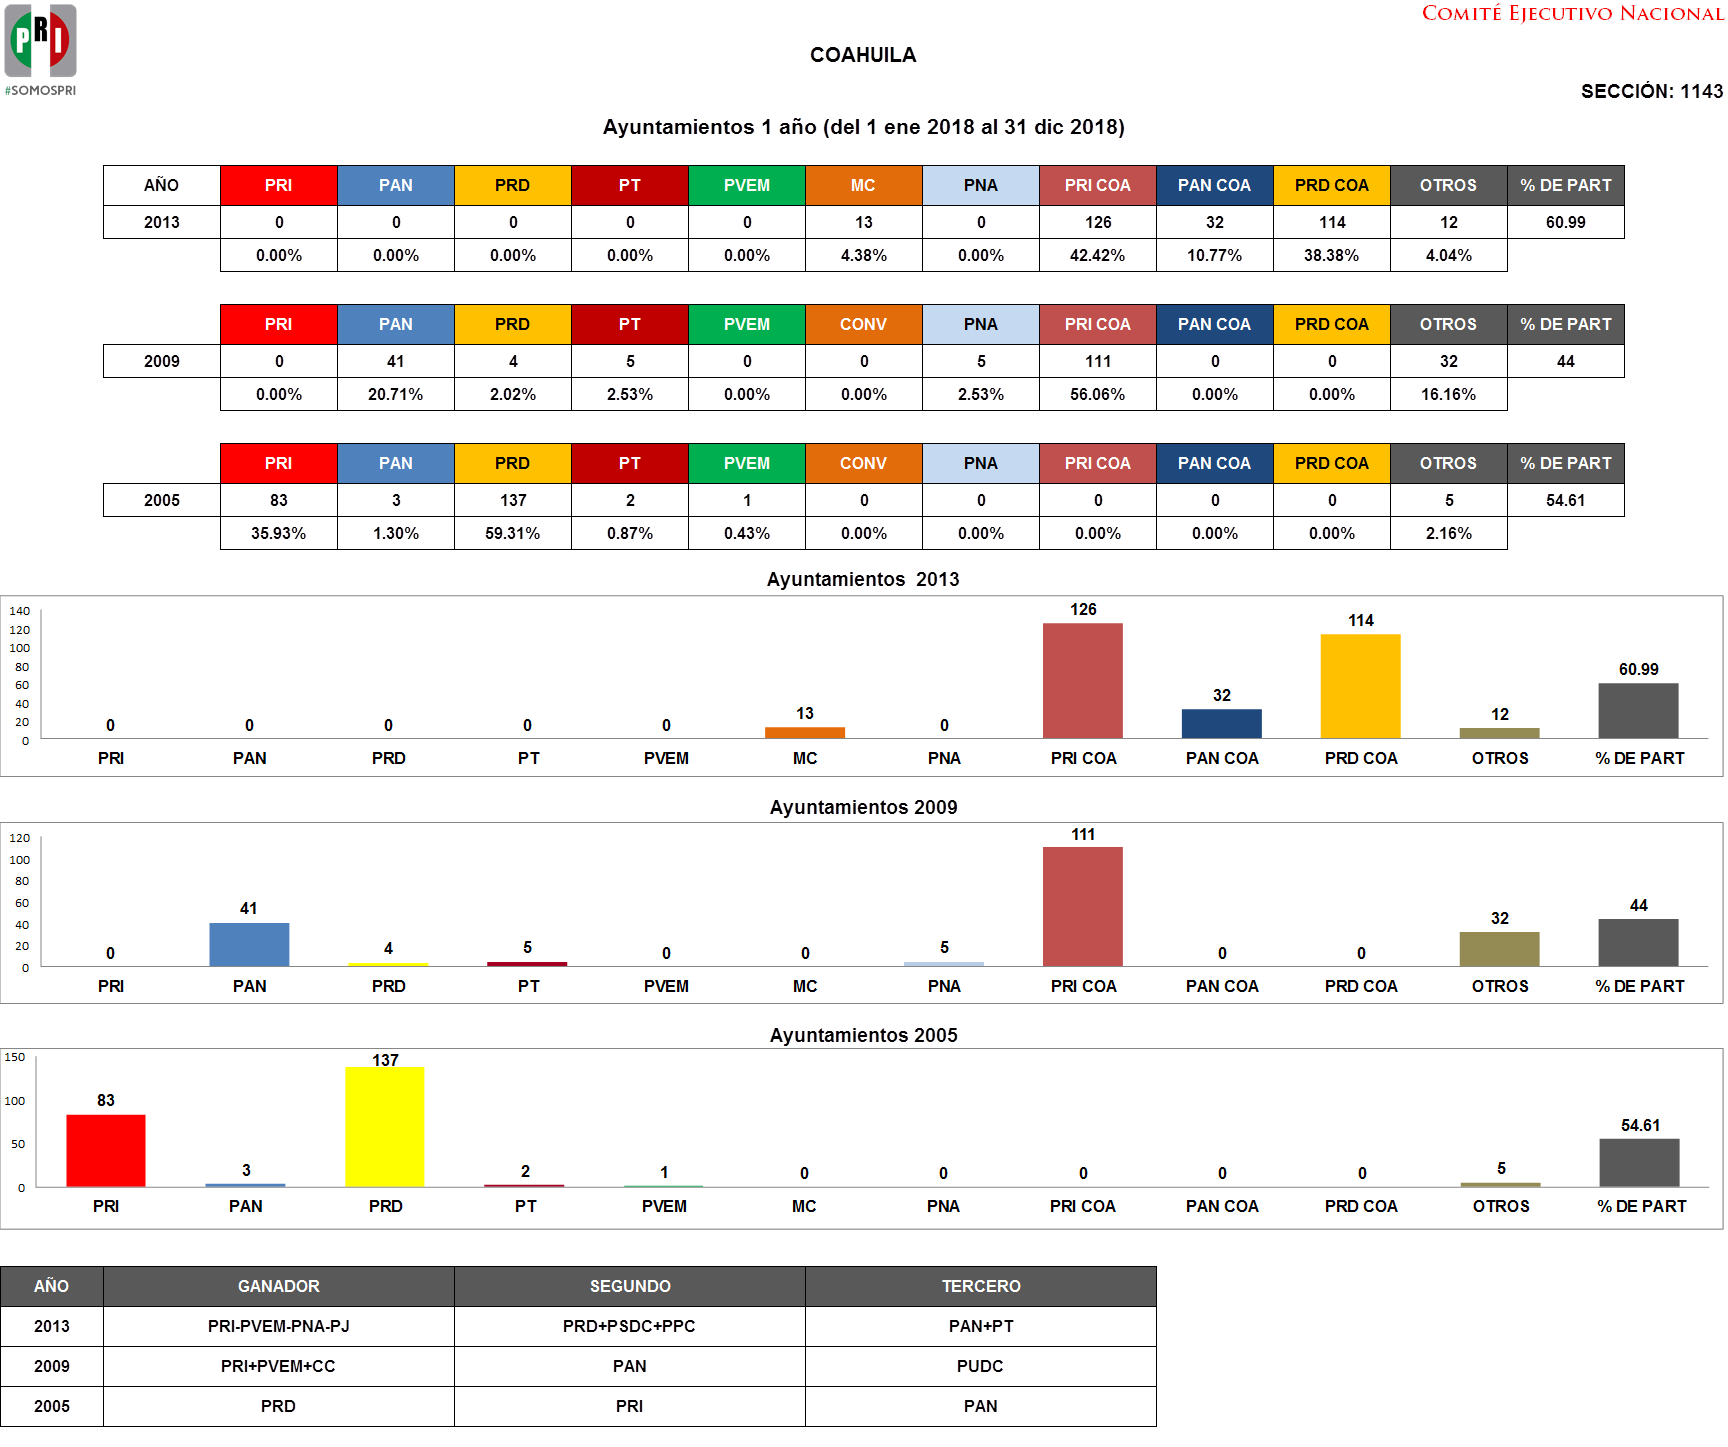 PRI
#SOMOSPRI
COMITÉ EJECUTIVO NACIONAL
COAHUILA
SECCIÓN: 1143
Ayuntamientos 1 año (del 1 ene 2018 al 31 dic 2018)
AÑO PRI PAN PRD PT PVEM MC PNA PRI COA PAN COA PRD COA OTROS % DE PART
2013 0 0 0 0 0 13 0 126 32 114 12 60.99
0.00% 0.00% 0.00% 0.00% 0.00% 4.38% 0.00% 42.42% 10.77% 38.38% 4.04%
PRI PAN PRD PT PVEM CONV PNA PRI COA PAN COA PRD COA OTROS % DE PART
2009 0 41 4 5 0 0 5 111 0 0 32 44
0.00% 20.71% 2.02% 2.53% 0.00% 0.00% 2.53% 56.06% 0.00% 0.00% 16.16%
PRI PAN PRD PT PVEM CONV PNA PRI COA PAN COA PRD COA OTROS % DE PART
2005 83 3 137 2 1 0 0 0 0 0 5 54.61
35.93% 1.30% 59.31% 0.87% 0.43% 0.00% 0.00% 0.00% 0.00% 0.00% 2.16%
Ayuntamientos 2013
140
120
100
80
60
40
20
0
0 0 0 0 0 13 0 126 32 114 12 60.99
PRI PAN PRD PT PVEM MC PNA PRI COA PAN COA PRD COA OTROS % DE PART
Ayuntamientos 2009
120
100
80
60
40
20
0
0 41 4 5 0 0 5 111 0 0 32 44
PRI PAN PRD PT PVEM MC PNA PRI COA PAN COA PRD COA OTROS % DE PART
Ayuntamientos 2005
150
100
50
0
83 3 137 2 1 0 0 0 0 0 5 54.61
PRI PAN PRD PT PVEM MC PNA PRI COA PAN COA PRD COA OTROS % DE PART
AÑO GANADOR SEGUNDO TERCERO
2013 PRI-PVEM-PNA-PJ PRD+PSDC+PPC PAN+PT
2009 PRI+PVEM+CC PAN PUDC
2005 PRD PRI PAN